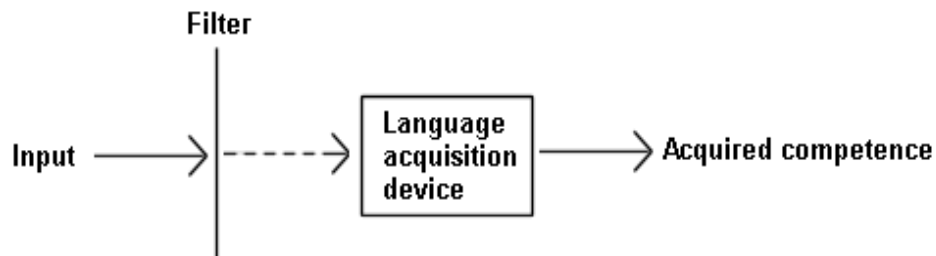 Filter
Input
Language
acquisition
device
Acquired competence